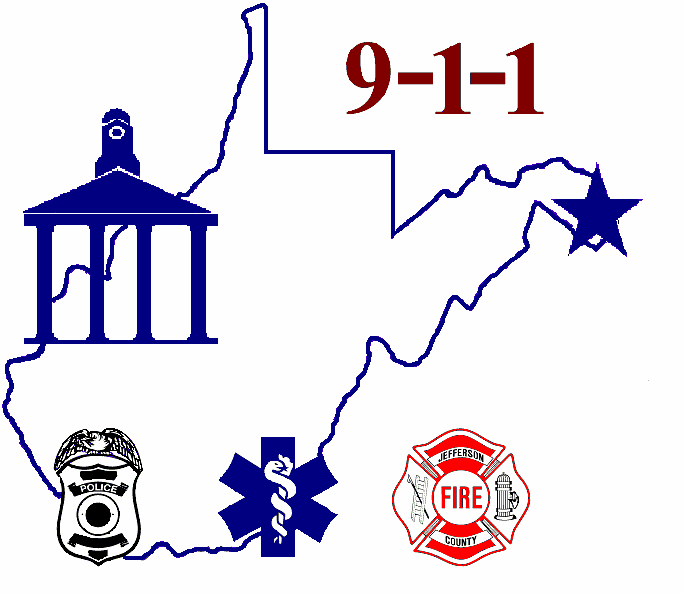 9-1-1
POLICE
JEFFERSON
FIRE
COUNTY